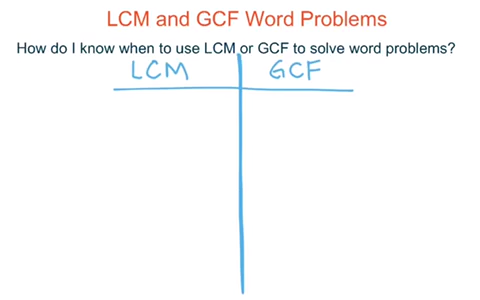 LCM and GCF Word Problems
How do I know when to use LCM or GCF to solve word problems?
LCM GCF